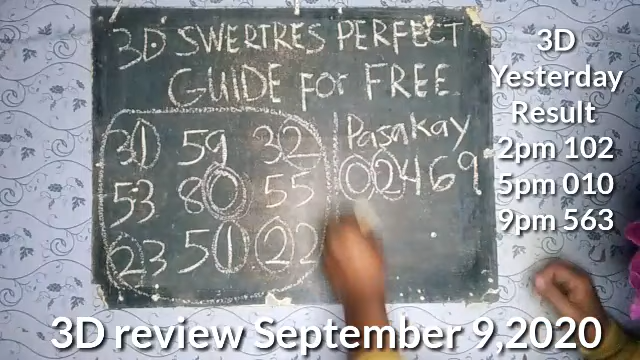 3D SWERTRES PERFECT
GUIDE for FREE
31 59 32
53 80 55
23 501 22
Pasakay
02469
3D
Yesterday
Result
2pm 102
5pm 010
9pm 563
3D review September 9,2020